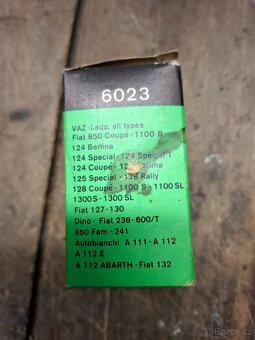 6023
VAZ-Lada, all types
Fiat 850 Coupé - 1100 R
124 Berlina
124 Special - 124 Special T
124 Coupe - 125
125 Special - 128 Rally
128 Coupe - 1100 S - 1100 SL
1300 S - 1300 SL
Fiat 127 - 130
Dino - Fiat 238 - 600/T
850 Fam - 241
Autobianchi A 111 - A 112
A 112 E
A 112 ABARTH - Fiat 132